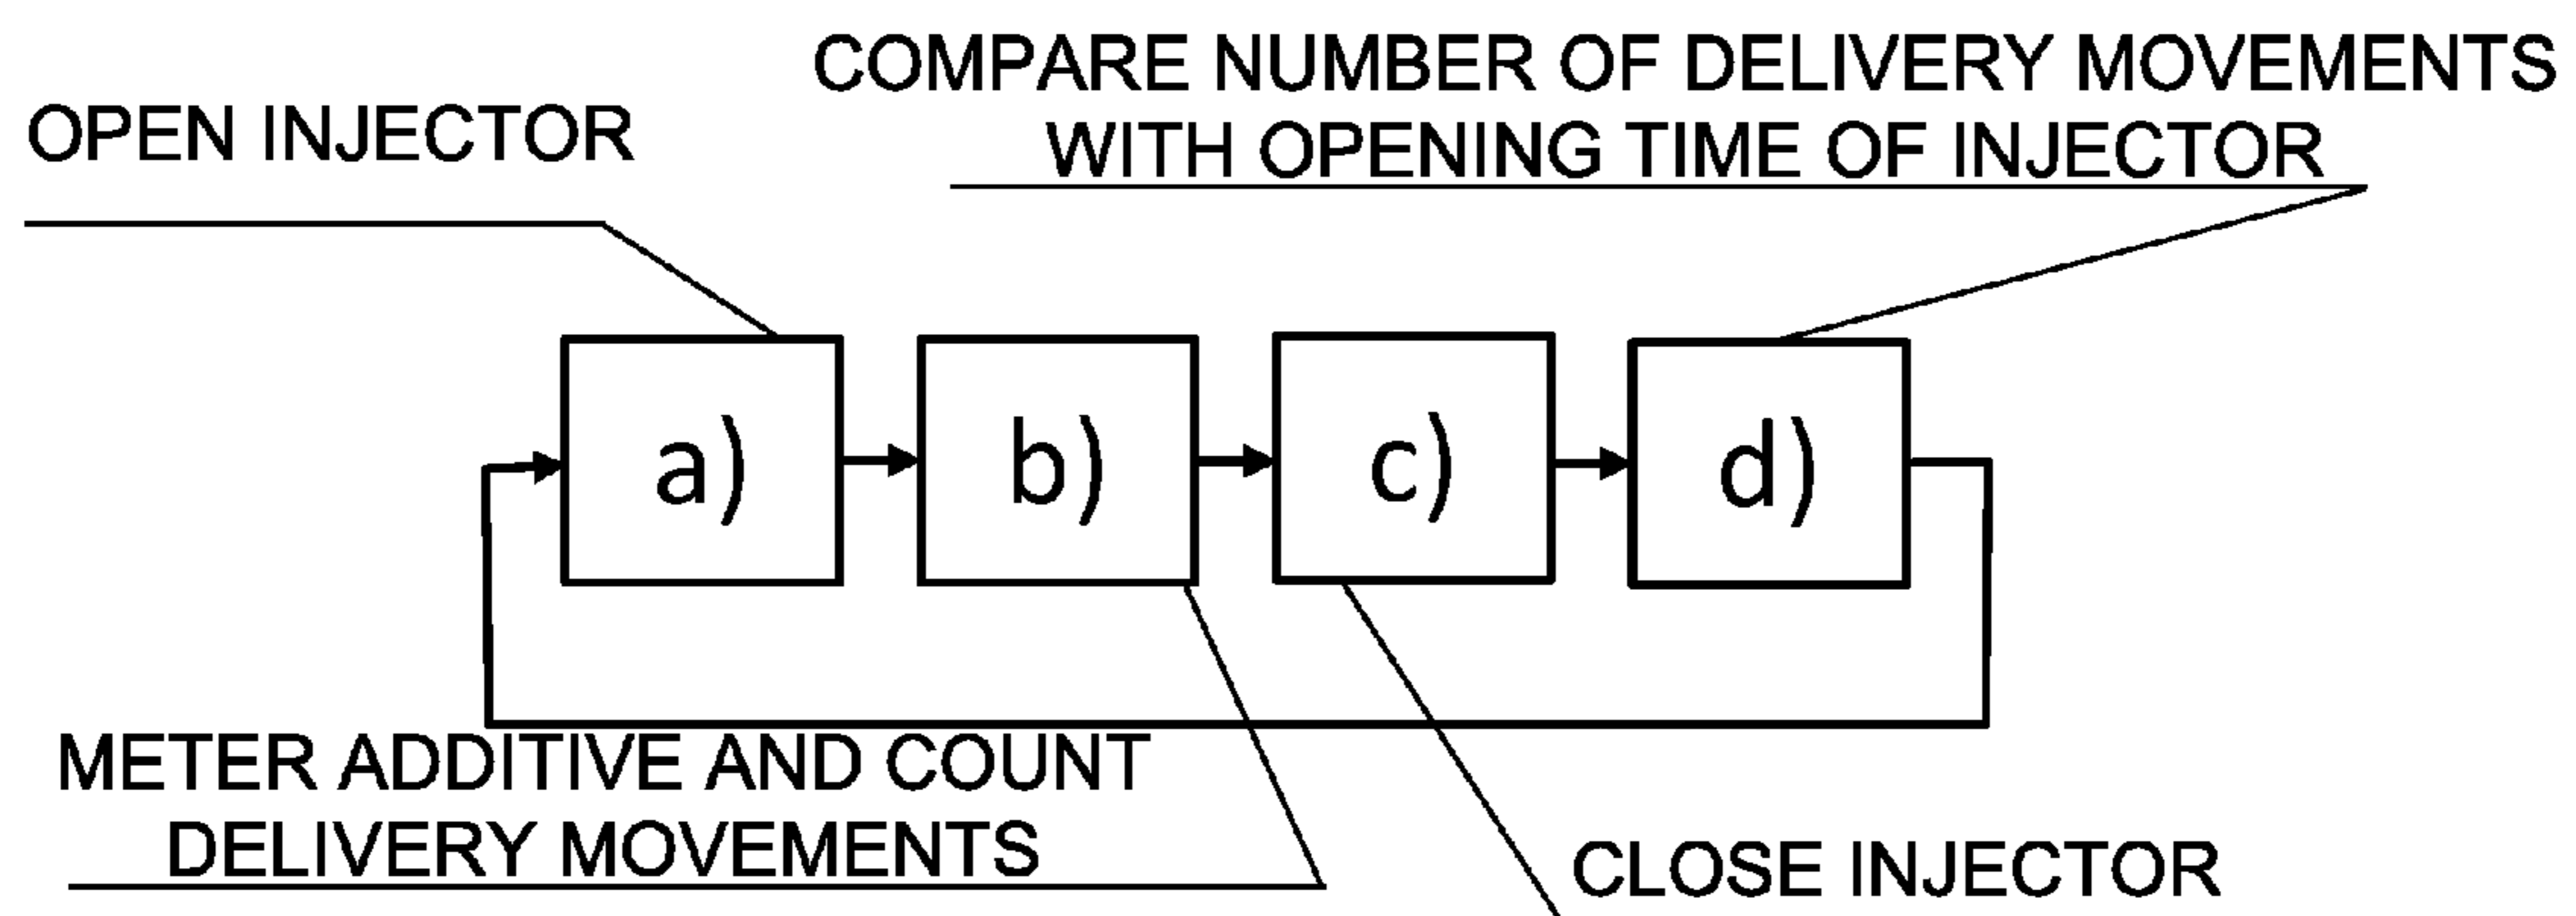 COMPARE NUMBER OF DELIVERY MOVEMENTS
WITH OPENING TIME OF INJECTOR
OPEN INJECTOR
a)
b)
c)
d)
METER ADDITIVE AND COUNT
DELIVERY MOVEMENTS
CLOSE INJECTOR